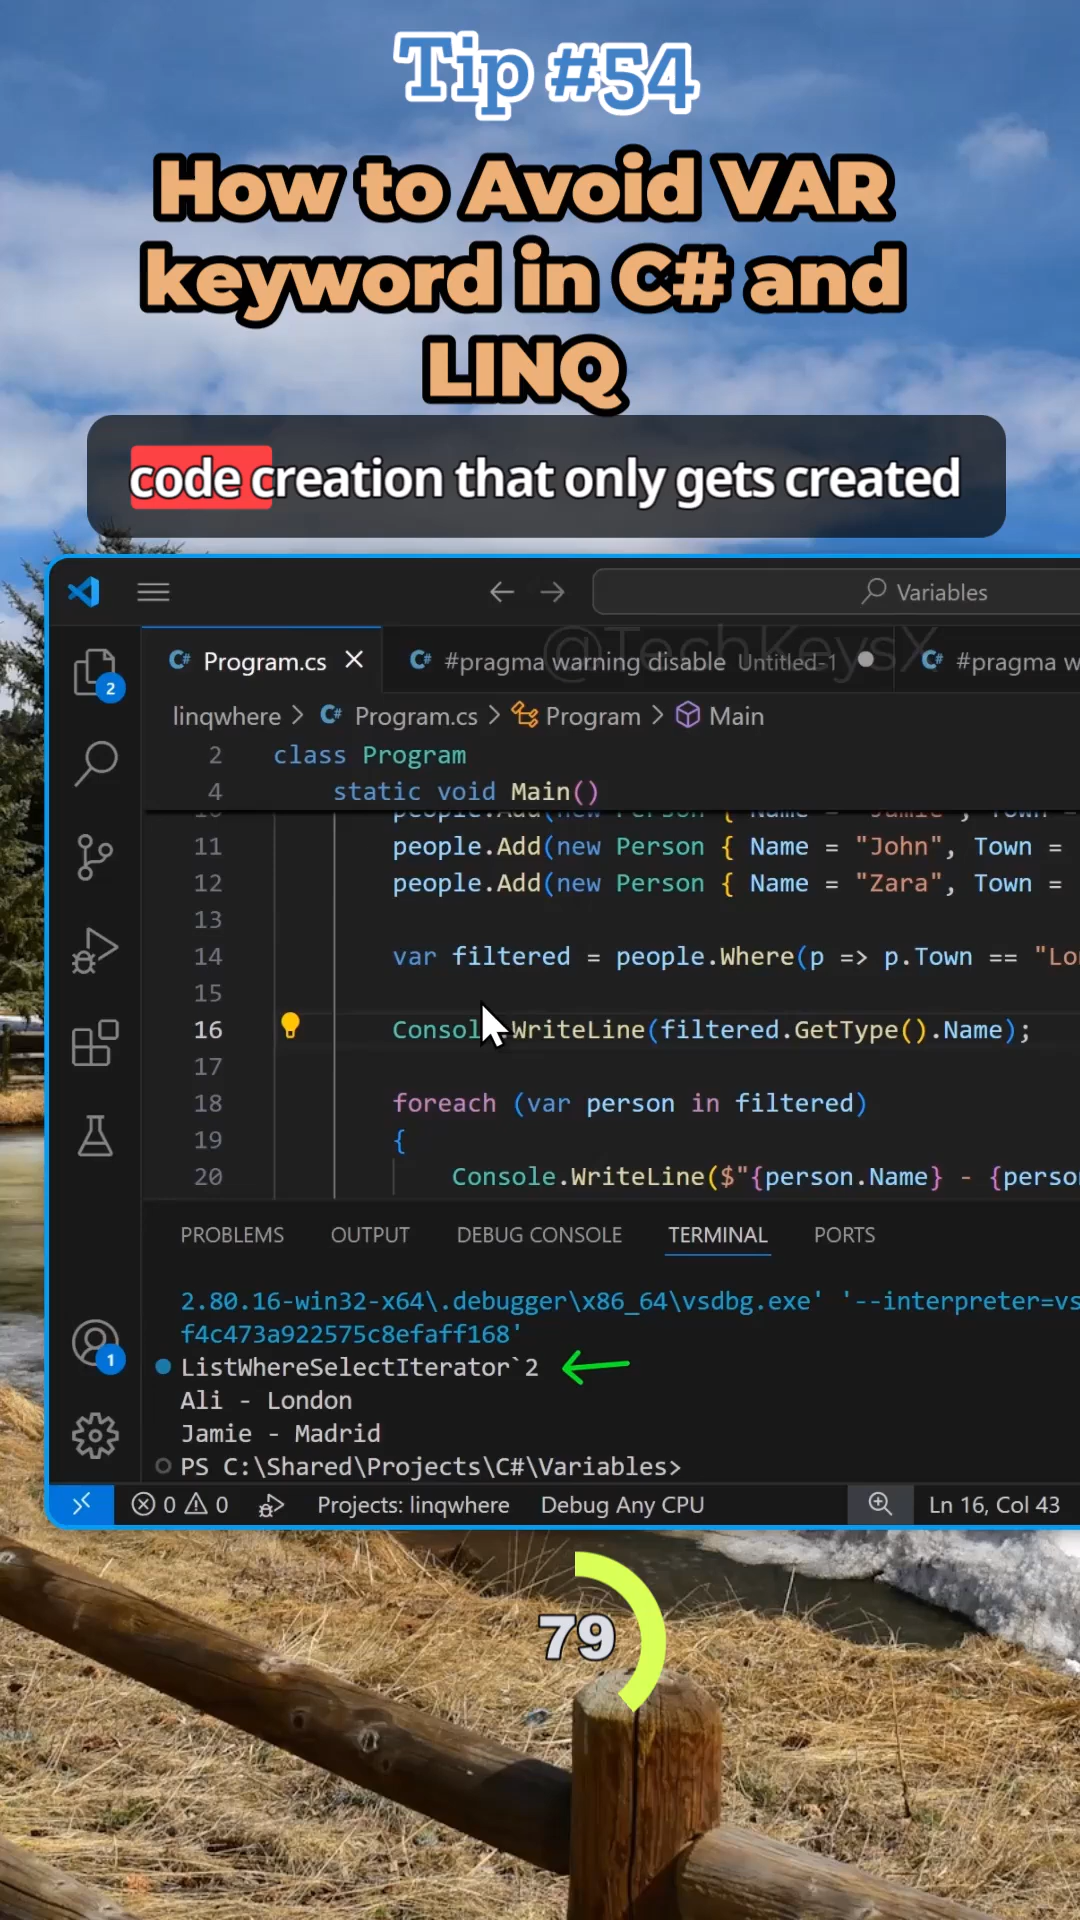 Tip #54
How to Avoid VAR
keyword in C# and
LINQ
code creation that only gets created
Variables
@TechKeysX
2
C# Program.cs
C# #pragma warning disable Untitled-1
C# #pragma w
linqwhere > C# Program.cs > Program > Main
2 class Program
4 static void Main()
11 people.Add(new Person { Name = "John", Town =
12 people.Add(new Person { Name = "Zara", Town =
13
14 var filtered = people.Where(p => p.Town == "Lon
15
16 Consol .WriteLine(filtered.GetType().Name);
17
18 foreach (var person in filtered)
19 {
20 Console.WriteLine($"{person.Name} - {perso
PROBLEMS OUTPUT DEBUG CONSOLE TERMINAL PORTS
2.80.16-win32-x64\.debugger\x86_64\vsdbg.exe' '--interpreter=vs
f4c473a922575c8efaff168'
1
ListWhereSelectIterator`2
Ali - London
Jamie - Madrid
PS C:\Shared\Projects\C#\Variables>
0 0 Projects: linqwhere Debug Any CPU Ln 16, Col 43
79